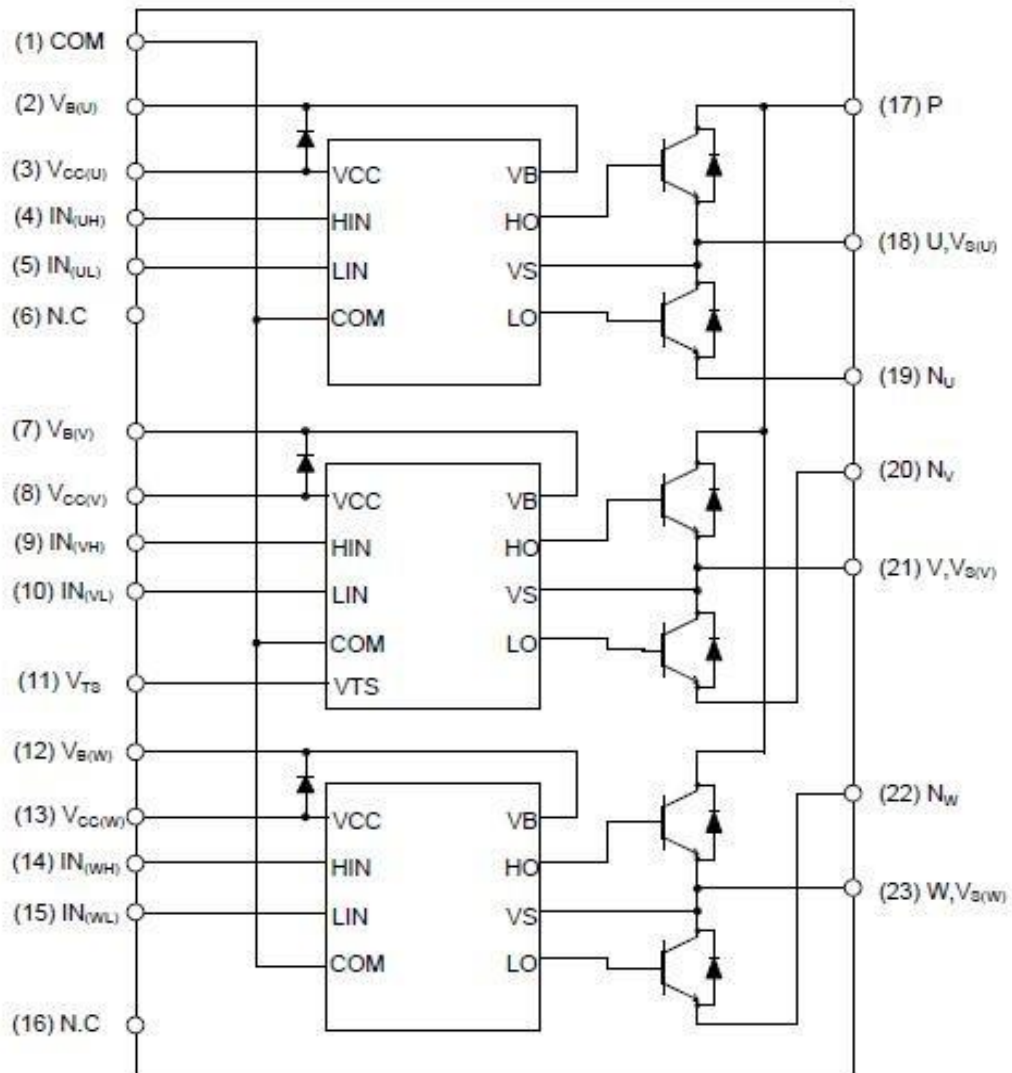 (1) COM
(2) VB(U)
(3) VCC(U)
(4) IN(UH)
(5) IN(UL)
(6) N.C
(7) VB(V)
(8) VCC(V)
(9) IN(VH)
(10) IN(VL)
(11) VTS
(12) VB(W)
(13) VCC(W)
(14) IN(WH)
(15) IN(WL)
(16) N.C
VCC VB
HIN HO
LIN VS
COM LO
VCC VB
HIN HO
LIN VS
COM LO
VTS
VCC VB
HIN HO
LIN VS
COM LO
(17) P
(18) U,VS(U)
(19) NU
(20) NV
(21) V,VS(V)
(22) NW
(23) W,VS(W)